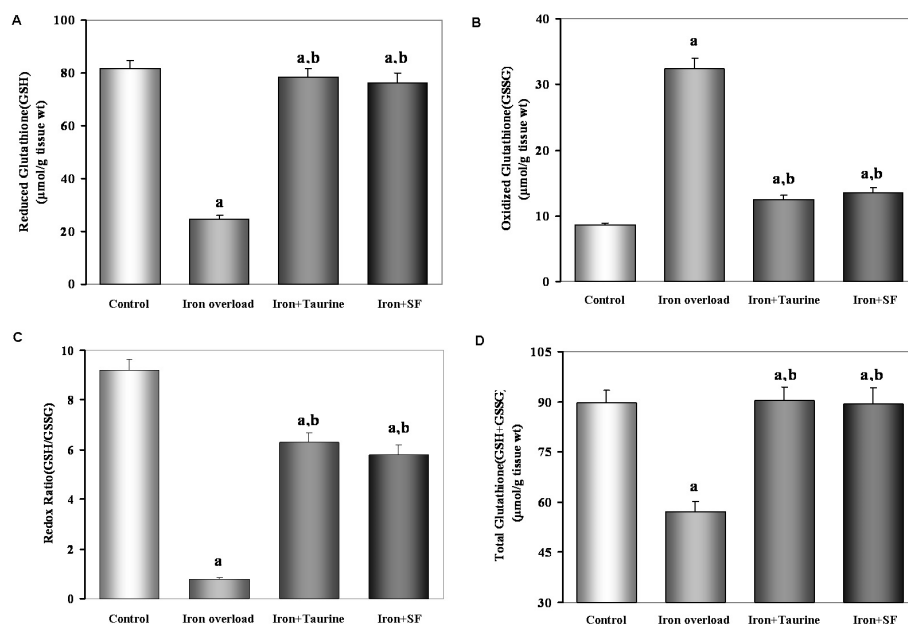 A
Reduced Glutathione(GSH)
(µmol/g tissue wt)
100
80
60
40
20
0
a
a,b
a,b
Control Iron overload Iron+Taurine Iron+SF
B
Oxidized Glutathione(GSSG)
(µmol/g tissue wt)
40
30
20
10
0
a
a,b
a,b
Control Iron overload Iron+Taurine Iron+SF
C
Redox Ratio(GSH/GSSG)
10
8
6
4
2
0
a
a,b
a,b
Control Iron overload Iron+Taurine Iron+SF
D
Total Glutathione(GSH+GSSG)
(µmol/g tissue wt)
105
90
75
60
45
30
a
a,b
a,b
Control Iron overload Iron+Taurine Iron+SF